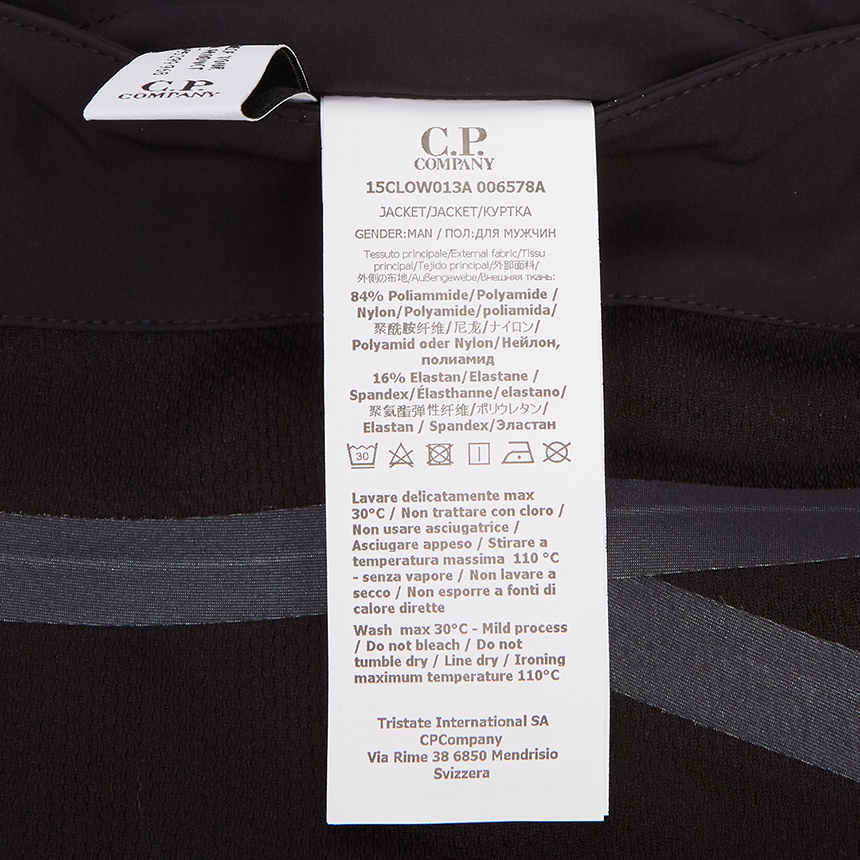 C.P.
COMPANY
C.P.
COMPANY
15CLOW013A 006578A
JACKET/JACKET/КУРТКА
GENDER:MAN / ПОЛ:ДЛЯ МУЖЧИН
Tessuto principale/External fabric/Tissu
principal/Tejido principal/外部面料/
外側の布地/Außengewebe/Внешняя ткань:
84% Poliammide/Polyamide /
Nylon/Polyamide/poliamida/
聚酰胺纤维/尼龙/ナイロン/
Polyamid oder Nylon/Нейлон,
полиамид
16% Elastan/Elastane /
Spandex/Élasthanne/elastano/
聚氨酯弹性纤维/ポリウレタン/
Elastan / Spandex/Эластан
30
Lavare delicatamente max
30°C / Non trattare con cloro /
Non usare asciugatrice /
Asciugare appeso / Stirare a
temperatura massima 110 °C
- senza vapore / Non lavare a
secco / Non esporre a fonti di
calore dirette
Wash max 30°C - Mild process
/ Do not bleach / Do not
tumble dry / Line dry / Ironing
maximum temperature 110°C
Tristate International SA
CPCompany
Via Rime 38 6850 Mendrisio
Svizzera